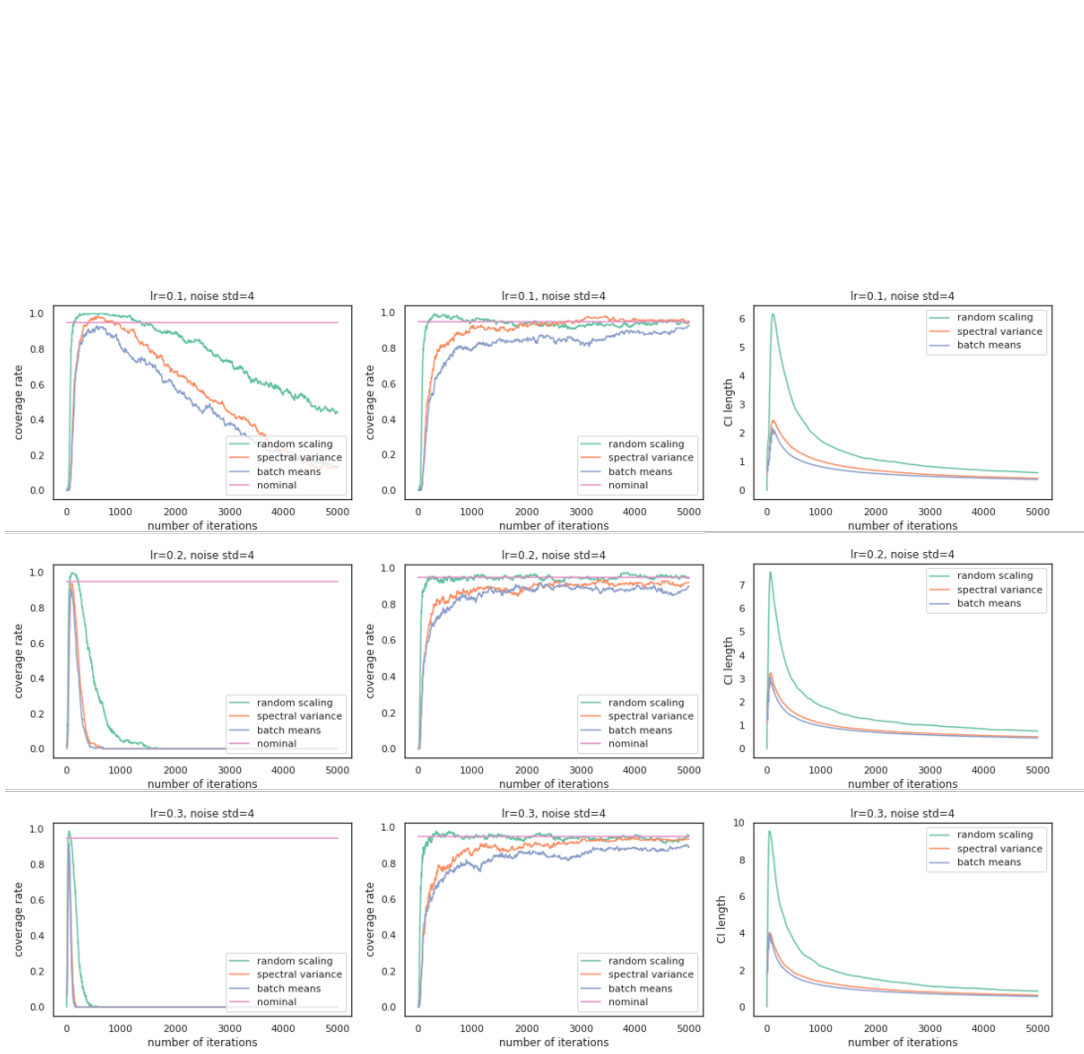 lr=0.1, noise std=4
coverage rate
1.0
0.8
0.6
0.4
0.2
0.0
random scaling
spectral variance
batch means
nominal
0 1000 2000 3000 4000 5000
number of iterations
lr=0.1, noise std=4
coverage rate
1.0
0.8
0.6
0.4
0.2
0.0
random scaling
spectral variance
batch means
nominal
0 1000 2000 3000 4000 5000
number of iterations
lr=0.1, noise std=4
CI length
6
5
4
3
2
1
0
random scaling
spectral variance
batch means
0 1000 2000 3000 4000 5000
number of iterations
lr=0.2, noise std=4
coverage rate
1.0
0.8
0.6
0.4
0.2
0.0
random scaling
spectral variance
batch means
nominal
0 1000 2000 3000 4000 5000
number of iterations
lr=0.2, noise std=4
coverage rate
1.0
0.8
0.6
0.4
0.2
0.0
random scaling
spectral variance
batch means
nominal
0 1000 2000 3000 4000 5000
number of iterations
lr=0.2, noise std=4
CI length
7
6
5
4
3
2
1
0
random scaling
spectral variance
batch means
0 1000 2000 3000 4000 5000
number of iterations
lr=0.3, noise std=4
coverage rate
1.0
0.8
0.6
0.4
0.2
0.0
random scaling
spectral variance
batch means
nominal
0 1000 2000 3000 4000 5000
number of iterations
lr=0.3, noise std=4
coverage rate
1.0
0.8
0.6
0.4
0.2
0.0
random scaling
spectral variance
batch means
nominal
0 1000 2000 3000 4000 5000
number of iterations
lr=0.3, noise std=4
CI length
10
8
6
4
2
0
random scaling
spectral variance
batch means
0 1000 2000 3000 4000 5000
number of iterations